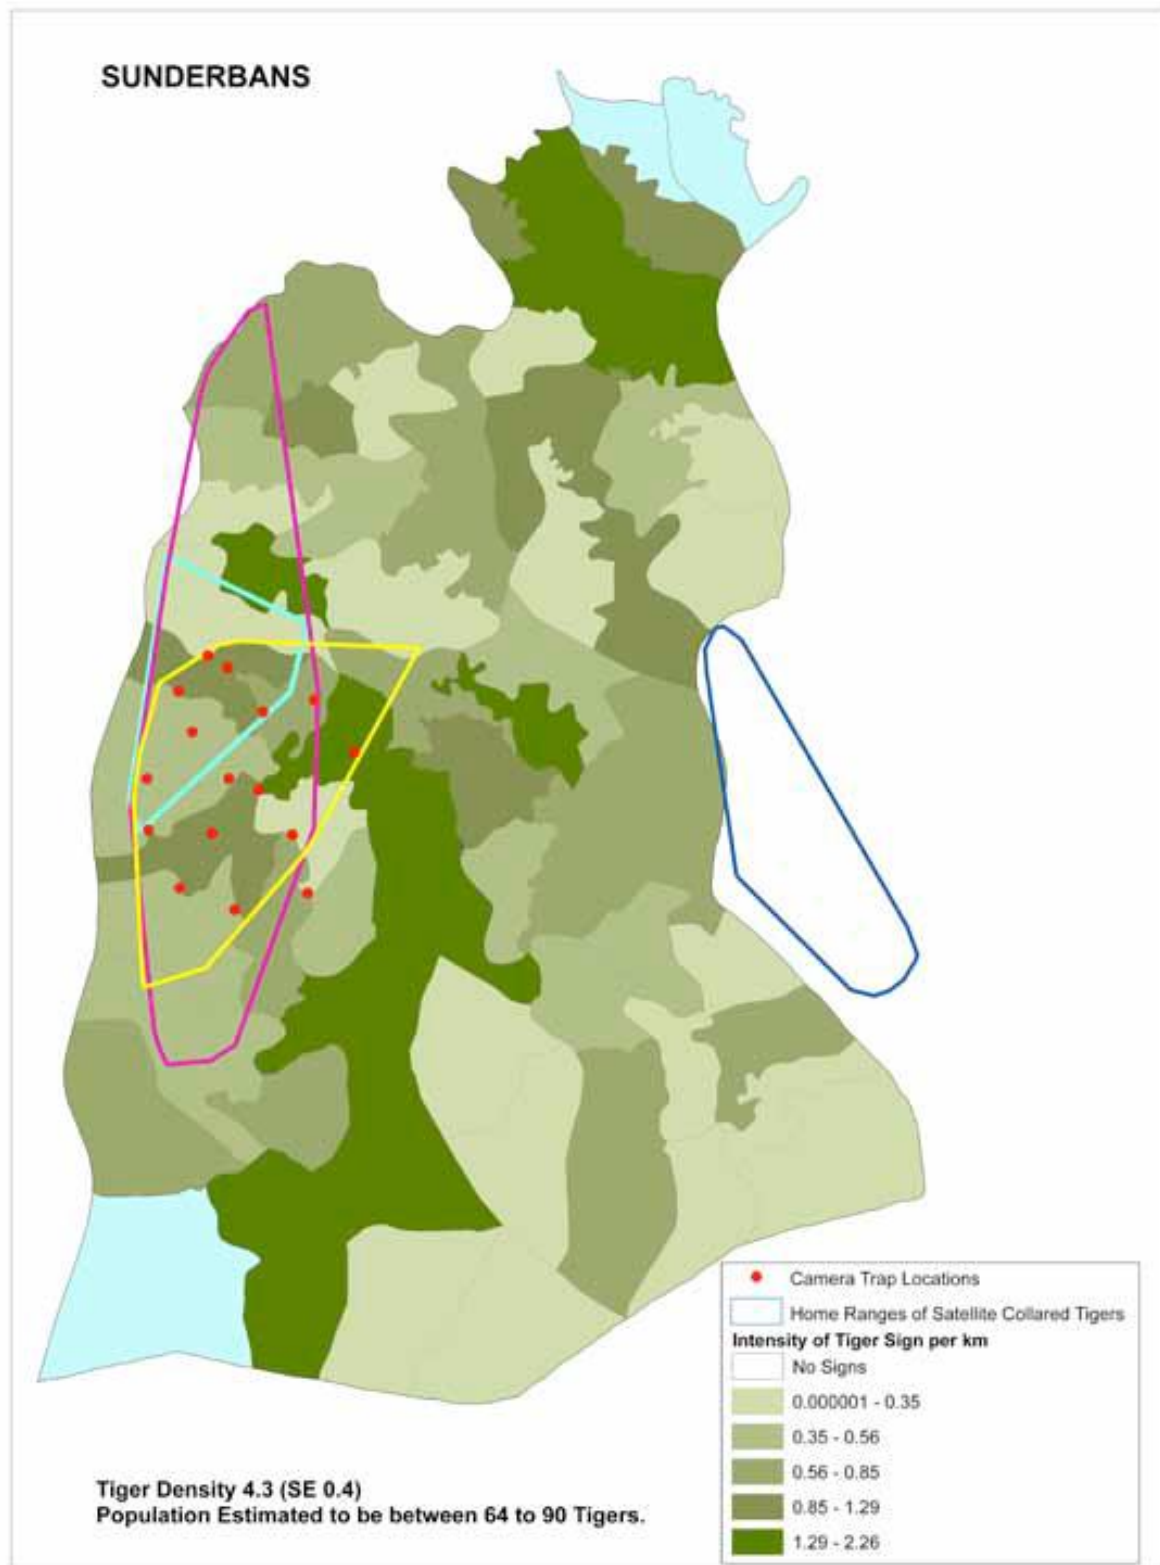 SUNDERBANS
Camera Trap Locations
Home Ranges of Satellite Collared Tigers
Intensity of Tiger Sign per km
No Signs
0.000001 - 0.35
0.35 - 0.56
0.56 - 0.85
0.85 - 1.29
1.29 - 2.26
Tiger Density 4.3 (SE 0.4)
Population Estimated to be between 64 to 90 Tigers.